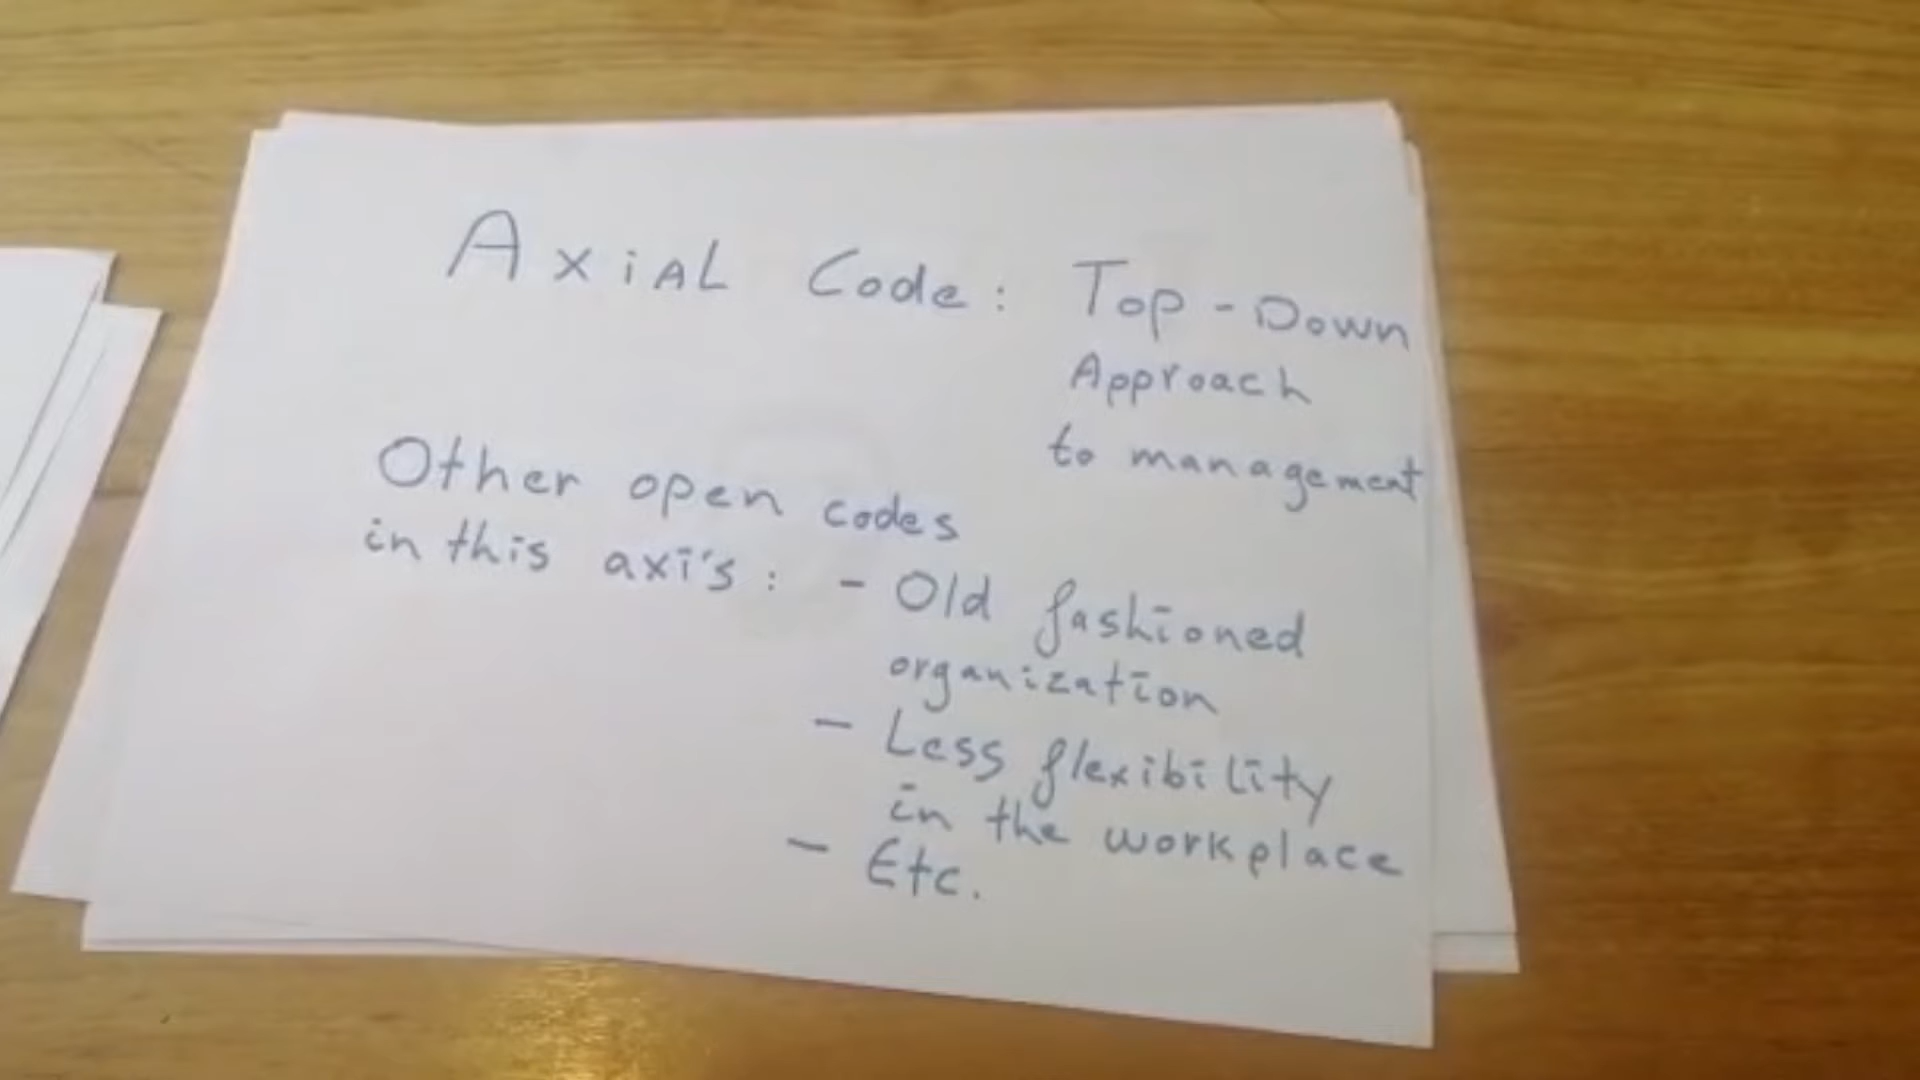 Axial Code: Top-Down
Approach
to management
Other open codes
in this axis:
- Old fashioned
organization
- Less flexibility
in the workplace
- Etc.